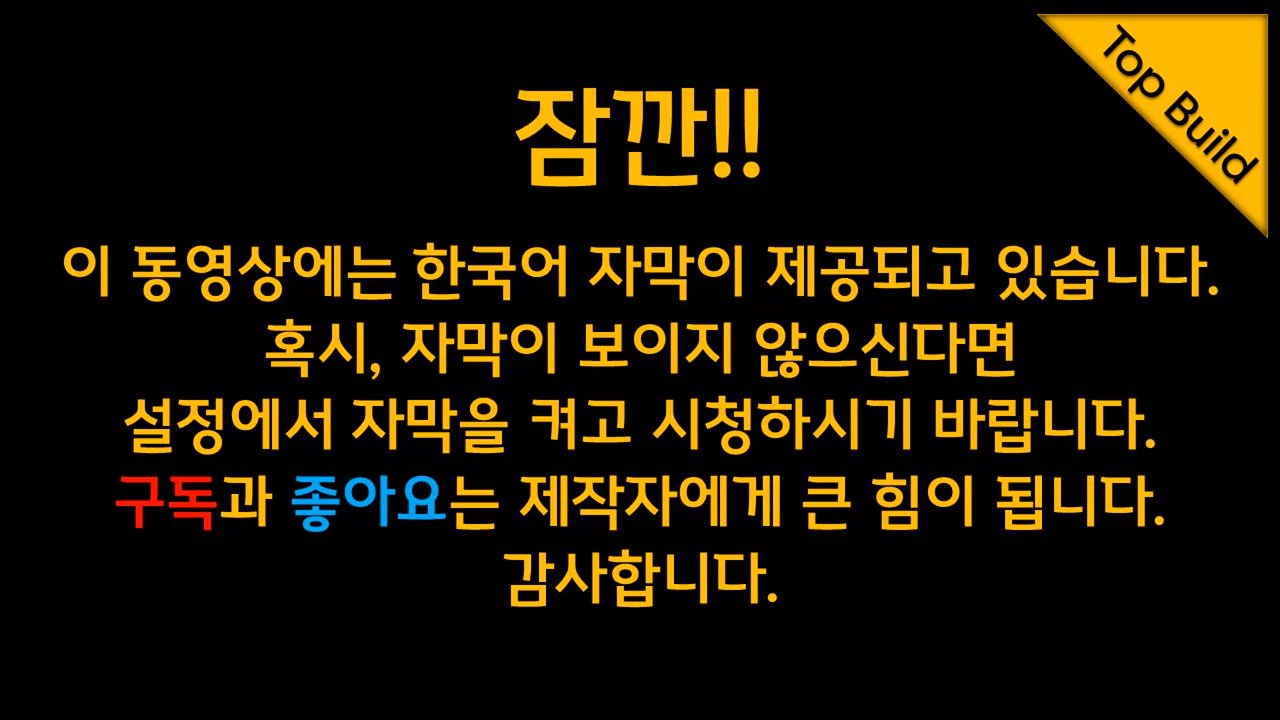 Top Build
잠깐!!
이 동영상에는 한국어 자막이 제공되고 있습니다.
혹시, 자막이 보이지 않으신다면
설정에서 자막을 켜고 시청하시기 바랍니다.
구독과 좋아요는 제작자에게 큰 힘이 됩니다.
감사합니다.